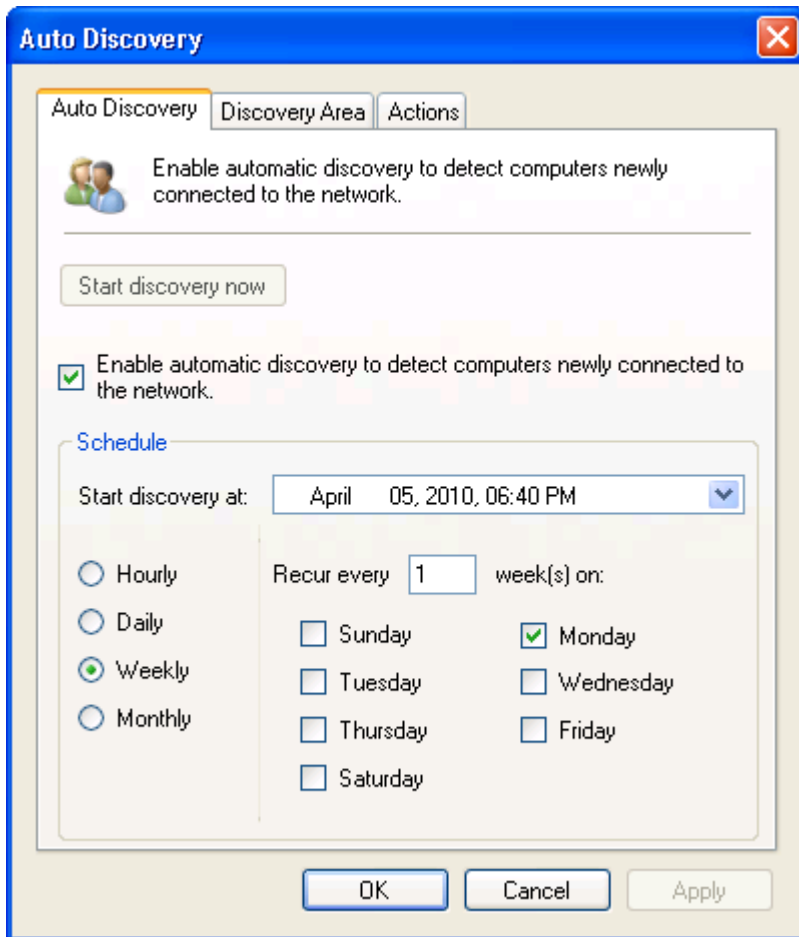 Auto Discovery
Auto Discovery
Discovery Area
Actions
Enable automatic discovery to detect computers newly
connected to the network.
Start discovery now
Enable automatic discovery to detect computers newly connected to
the network.
Schedule
Start discovery at:
April 05, 2010, 06:40 PM
Hourly
Daily
Weekly
Monthly
Recur every 1 week(s) on:
Sunday
Monday
Tuesday
Wednesday
Thursday
Friday
Saturday
OK
Cancel
Apply